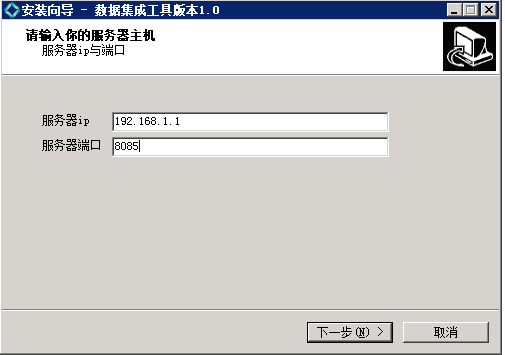 安装向导 - 数据集成工具版本1.0
请输入你的服务器主机
服务器ip与端口
服务器ip 192.168.1.1
服务器端口 8085
下一步(N) > 取消